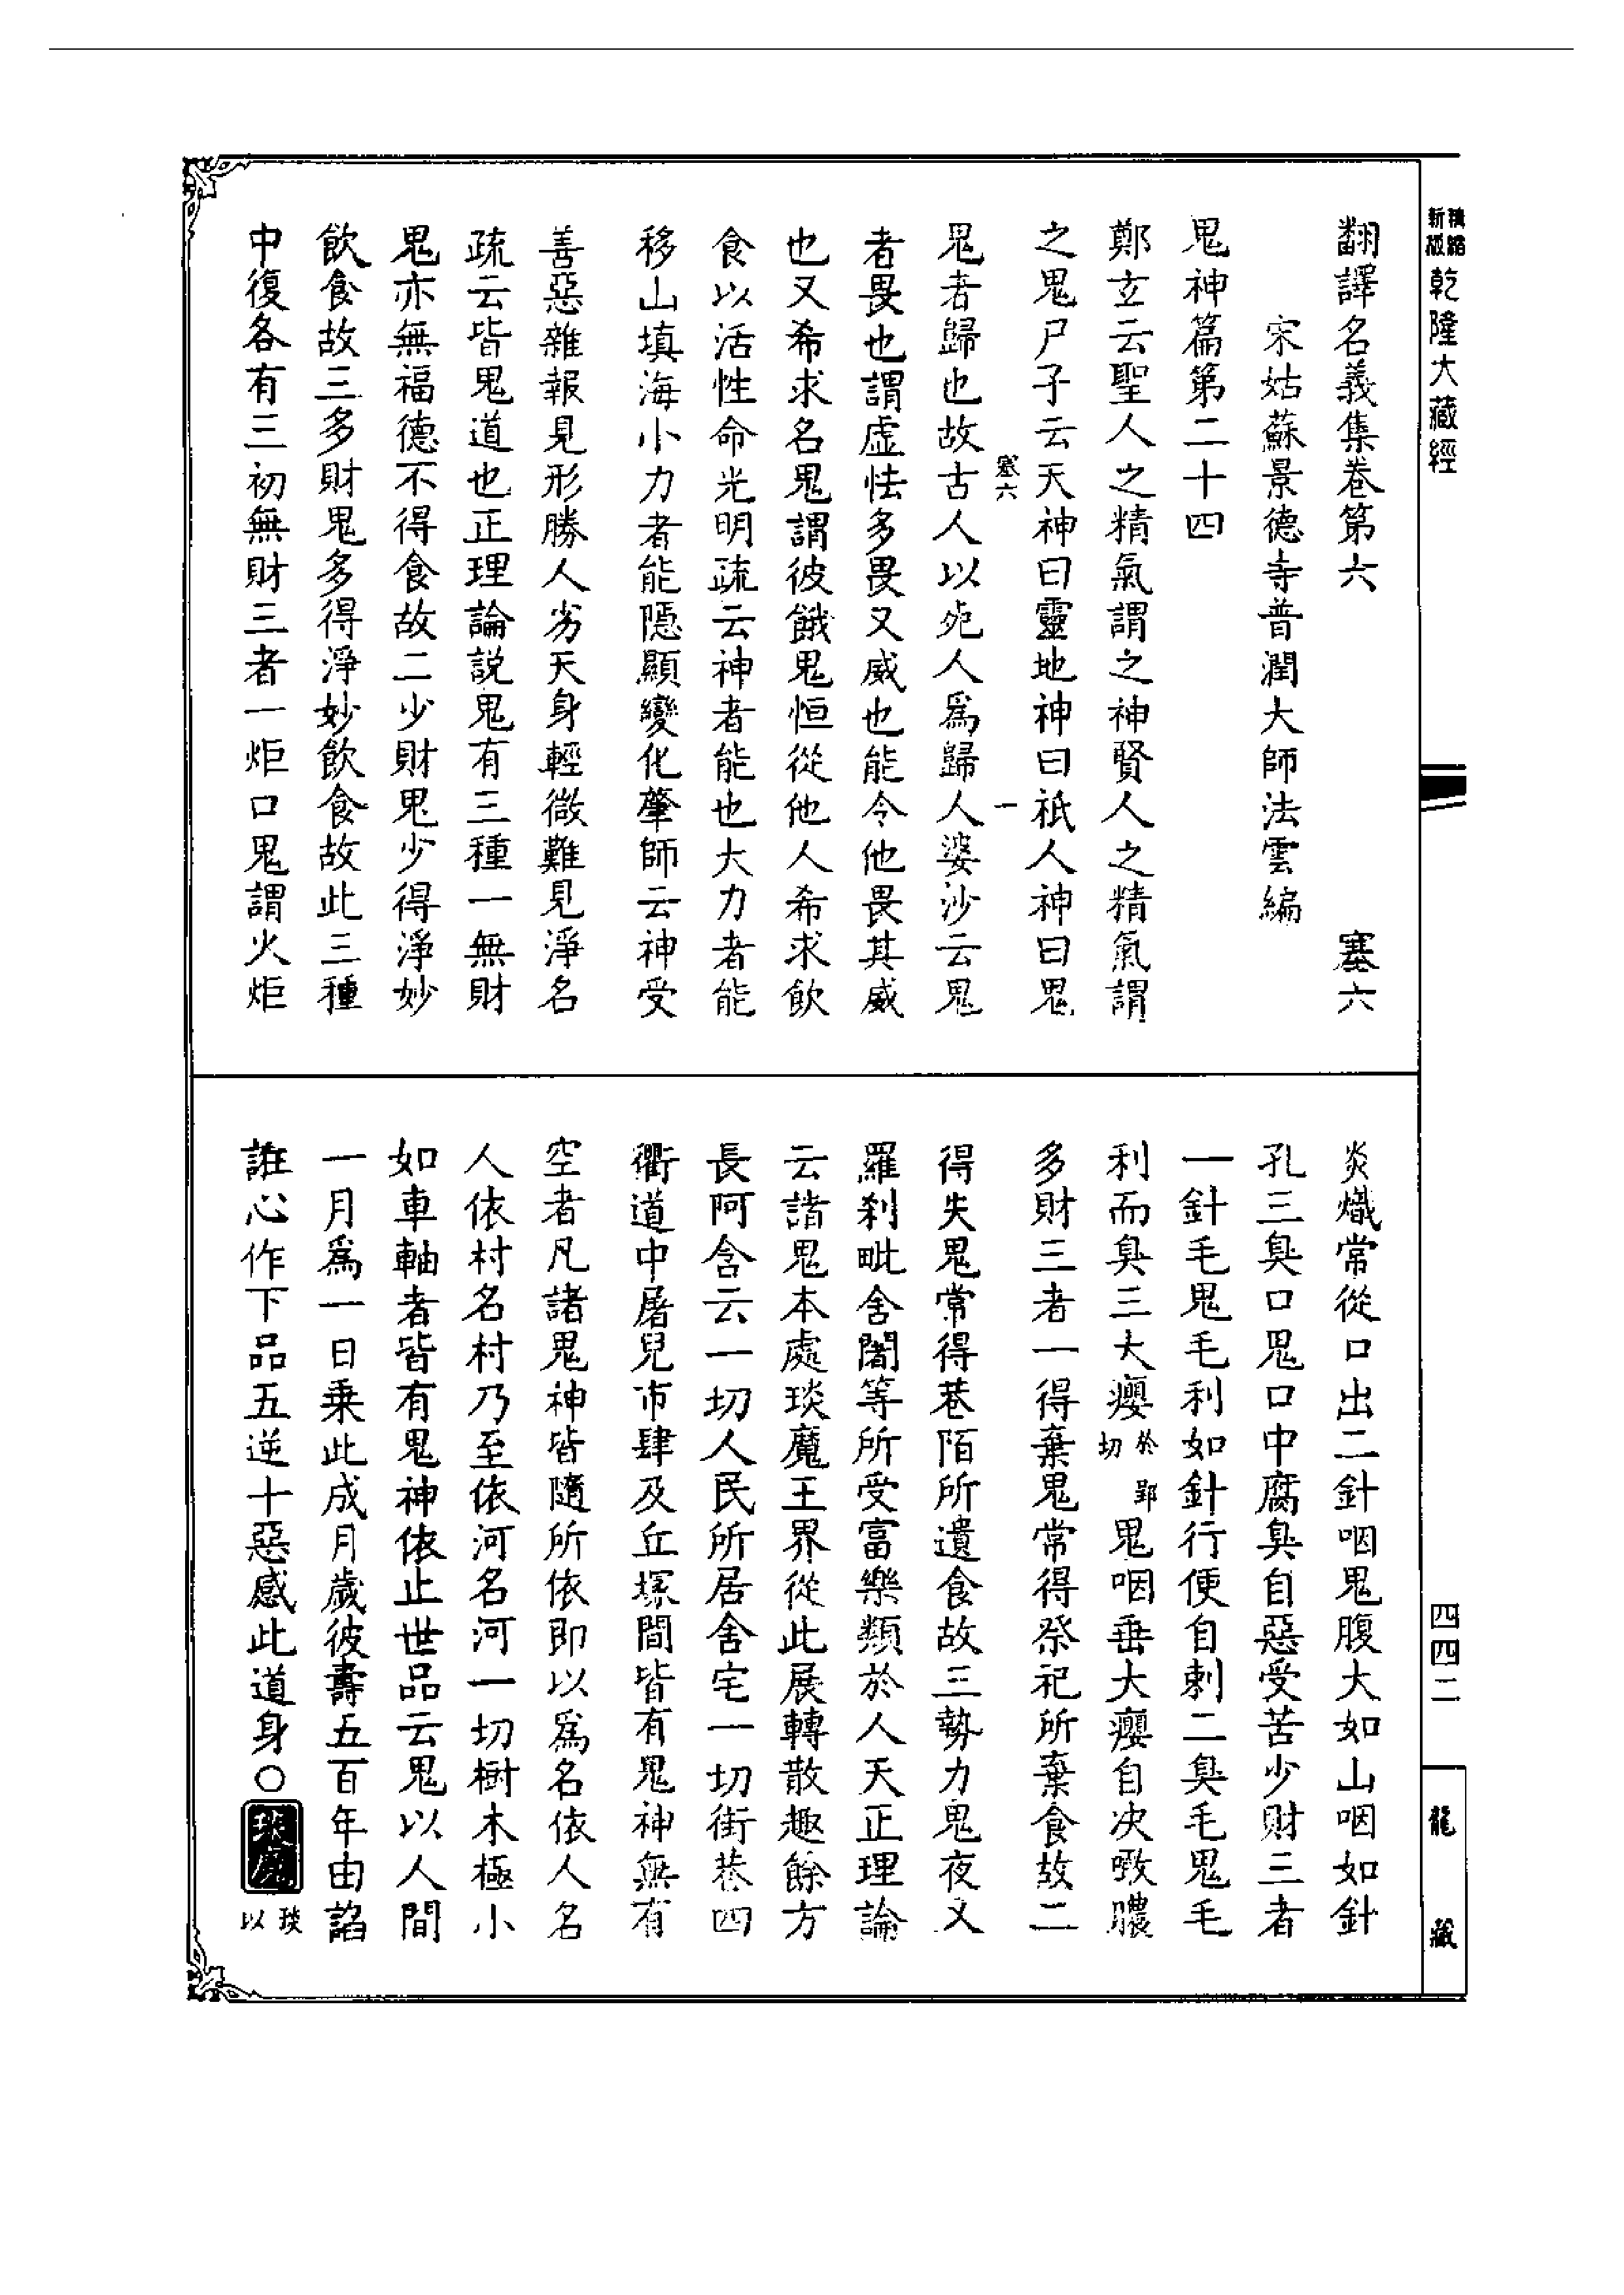 乾隆大藏經
四四二
龍藏
翻譯名義集卷第六 塞六
宋姑蘇景德寺普潤大師法雲編
鬼神篇第二十四
鄭玄云聖人之精氣謂之神賢人之精氣謂
之鬼尸子云天神曰靈地神曰祇人神曰鬼
塞六 一
鬼者歸也故古人以死人爲歸人婆沙云鬼
者畏也謂虛怯多畏又威也能令他畏其威
也又希求名鬼謂彼餓鬼恒從他人希求飲
食以活性命光明疏云神者能也大力者能
移山填海小力者能隱顯變化肇師云神受
善惡雜報見形勝人劣天身輕微難見淨名
疏云皆鬼道也正理論説鬼有三種一無財
鬼亦無福德不得食故二少財鬼少得淨妙
飲食故三多財鬼多得淨妙飲食故此三種
中復各有三初無財三者一炬口鬼謂火炬
炎熾常從口出二針咽鬼腹大如山咽如針
孔三臭口鬼口中腐臭自惡受苦少財三者
一針毛鬼毛利如針行便自刺二臭毛鬼毛
利而臭三大癭於郢切鬼咽垂大癭自决噉膿
多財三者一得棄鬼常得祭祀所棄食故二
得失鬼常得巷陌所遺食故三勢力鬼夜叉
羅刹毗舍闍等所受富樂類於人天正理論
云諸鬼本處琰魔王界從此展轉散趣餘方
長阿含云一切人民所居舍宅一切街巷四
衢道中屠兒市肆及丘塚間皆有鬼神無有
空者凡諸鬼神皆隨所依即以爲名依人名
人依村名村乃至依河名河一切樹木極小
如車軸者皆有鬼神依止世品云鬼以人間
一月爲一日乗此成月歲彼壽五百年由諂
誑心作下品五逆十惡感此道身○琰魔琰以